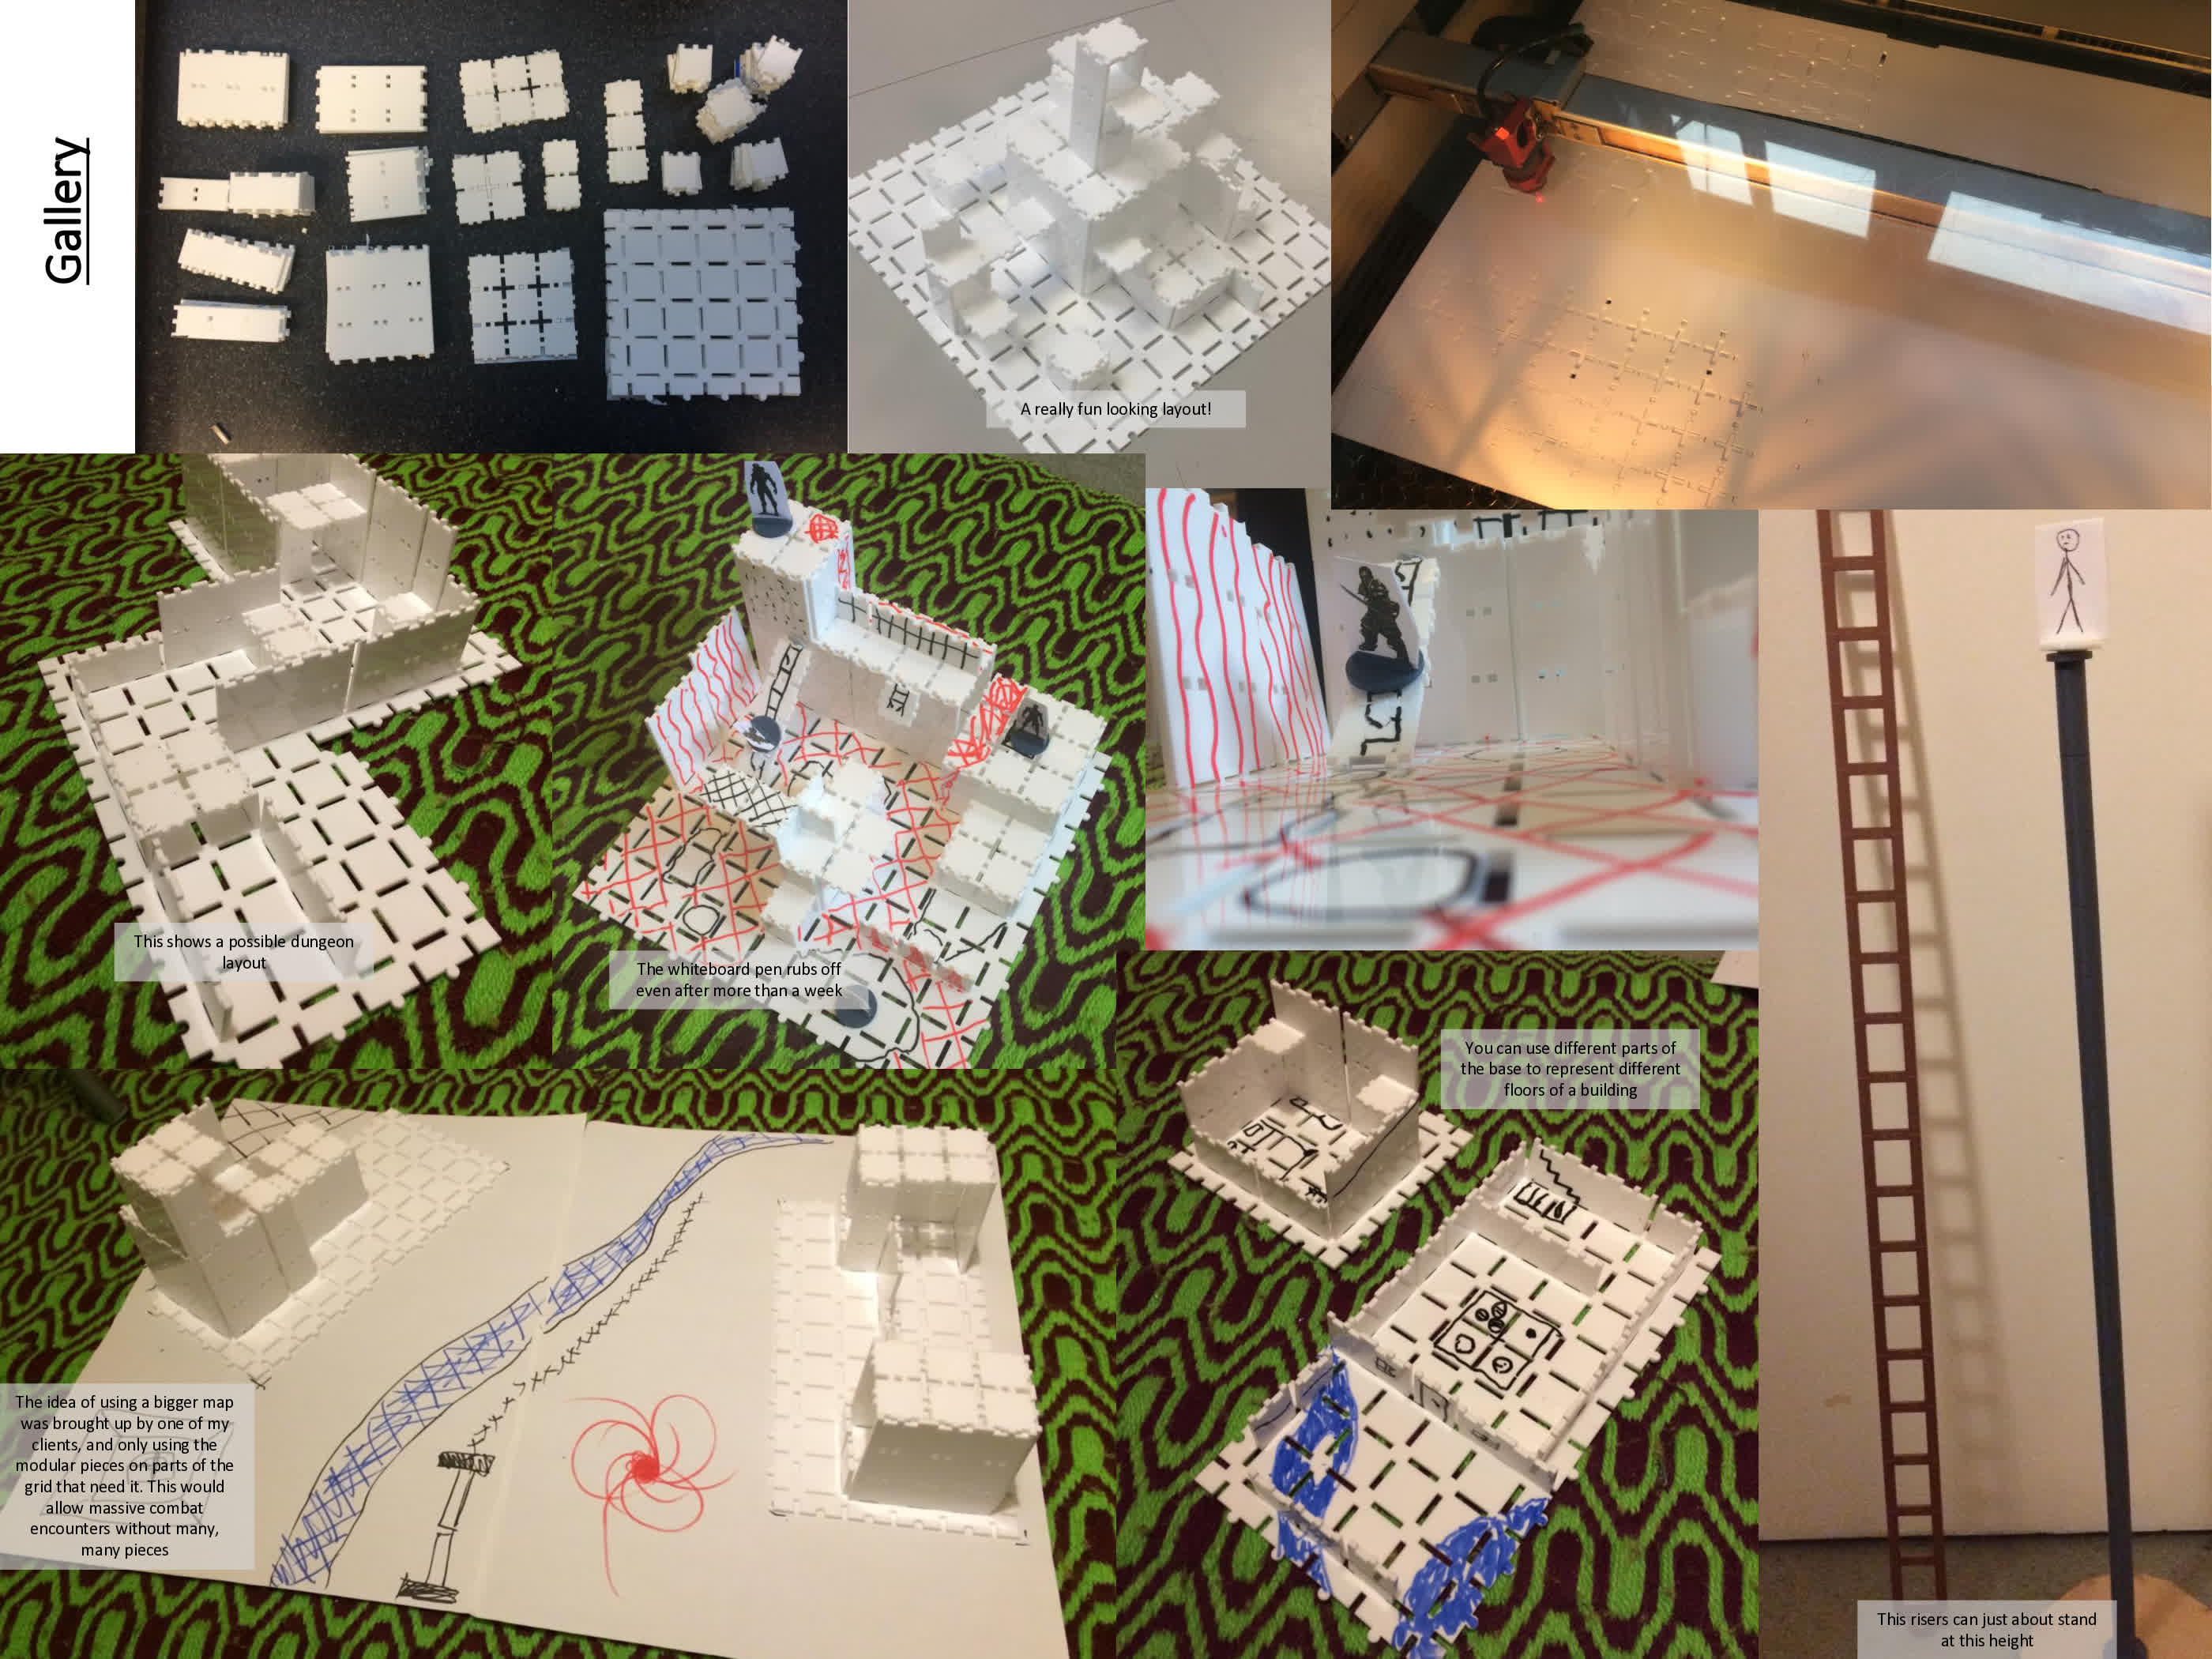 Gallery
A really fun looking layout!
This shows a possible dungeon
layout
The whiteboard pen rubs off
even after more than a week
You can use different parts of
the base to represent different
floors of a building
The idea of using a bigger map
was brought up by one of my
clients, and only using the
modular pieces on parts of the
grid that need it. This would
allow massive combat
encounters without many,
many pieces
This risers can just about stand
at this height